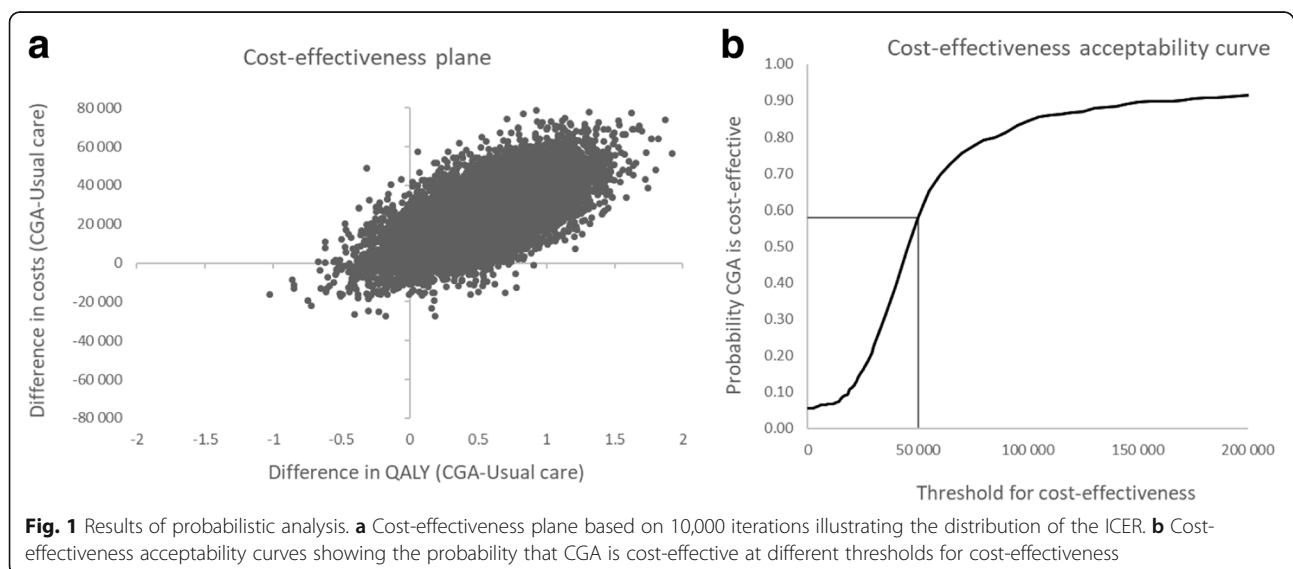 a
Cost-effectiveness plane
Difference in costs (CGA-Usual care)
80 000
60 000
40 000
20 000
0
-20 000
-40 000
-60 000
-80 000
-2 -1.5 -1 -0.5 0 0.5 1 1.5 2
Difference in QALY (CGA-Usual care)
b
Cost-effectiveness acceptability curve
Probability CGA is cost-effective
1.00
0.90
0.80
0.70
0.60
0.50
0.40
0.30
0.20
0.10
0.00
0 50 000 100 000 150 000 200 000
Threshold for cost-effectiveness
Fig. 1 Results of probabilistic analysis. a Cost-effectiveness plane based on 10,000 iterations illustrating the distribution of the ICER. b Cost-
effectiveness acceptability curves showing the probability that CGA is cost-effective at different thresholds for cost-effectiveness